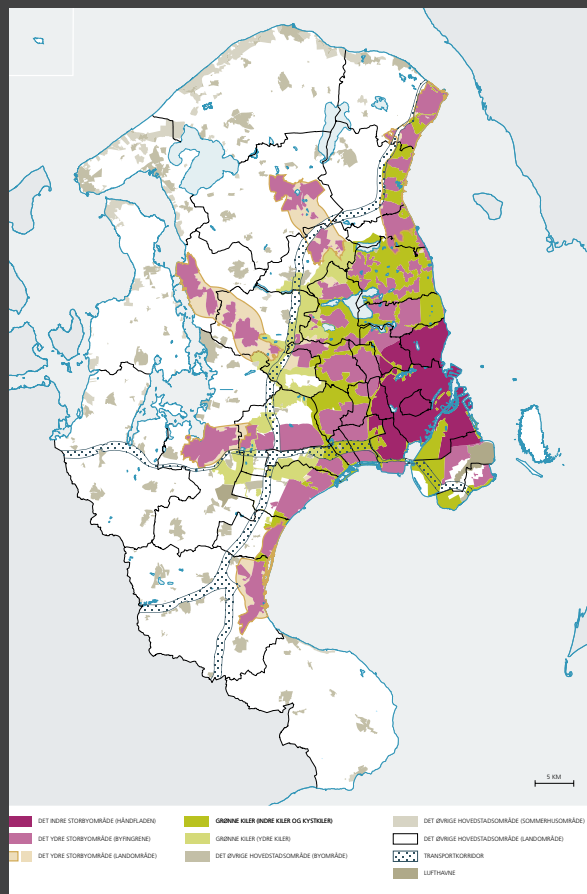 5 KM
DET INDRE STORBYOMRÅDE (HÅNDFLADEN)
DET YDRE STORBYOMRÅDE (BYFINGRENE)
DET YDRE STORBYOMRÅDE (LANDOMRÅDE)
GRØNNE KILER (INDRE KILER OG KYSTKILER)
GRØNNE KILER (YDRE KILER)
DET ØVRIGE HOVEDSTADSOMRÅDE (BYOMRÅDE)
DET ØVRIGE HOVEDSTADSOMRÅDE (SOMMERHUSOMRÅDE)
DET ØVRIGE HOVEDSTADSOMRÅDE (LANDOMRÅDE)
TRANSPORTKORRIDOR
LUFTHAVNE